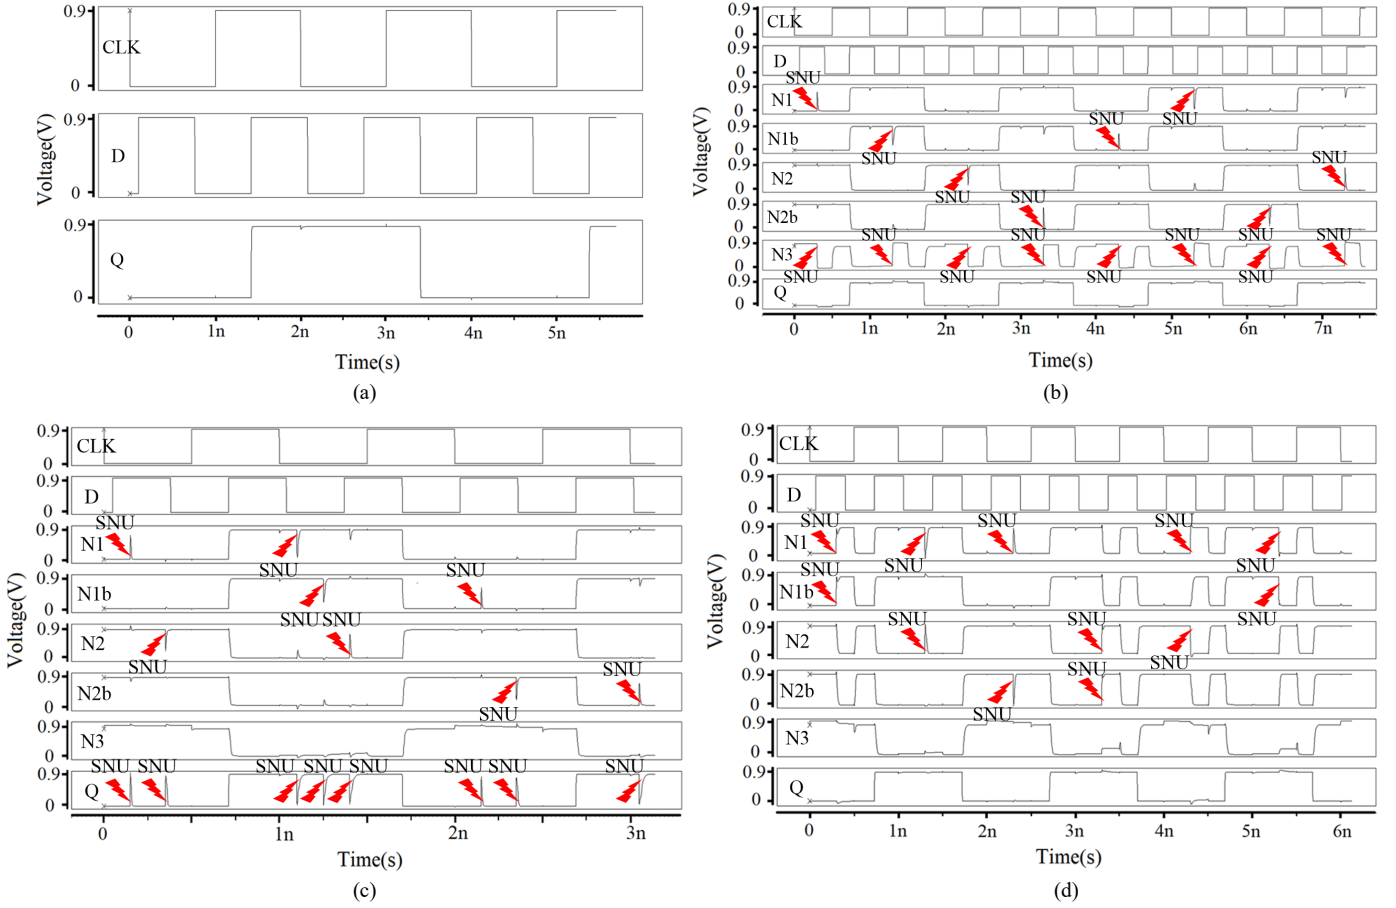 (a)
Voltage(V)
0.9
CLK
0
0.9
D
0
0.9
Q
0
0 1n 2n 3n 4n 5n
Time(s)
(a)
Voltage(V)
0.9
CLK
0
0.9
D
0
SNU
0.9
N1
0
SNU SNU
0.9
N1b
0
SNU SNU
0.9
N2
0
SNU SNU
0.9
N2b
0
SNU SNU SNU SNU SNU
0.9
N3
0
SNU SNU SNU SNU
0.9
Q
0
0 1n 2n 3n 4n 5n 6n 7n
Time(s)
(b)
Voltage(V)
0.9
CLK
0
0.9
D
0
SNU
0.9
N1
0
SNU SNU
0.9
N1b
0
SNU SNU
0.9
N2
0
SNU SNU
0.9
N2b
0
SNU
0.9
N3
0
SNU SNU SNU SNU SNU SNU SNU SNU
0.9
Q
0
0 1n 2n 3n
Time(s)
(c)
Voltage(V)
0.9
CLK
0
0.9
D
0
SNU SNU SNU
0.9
N1
0
SNU SNU SNU
0.9
N1b
0
SNU SNU SNU
0.9
N2
0
SNU SNU
0.9
N2b
0
SNU
0.9
N3
0
0.9
Q
0
0 1n 2n 3n 4n 5n 6n
Time(s)
(d)